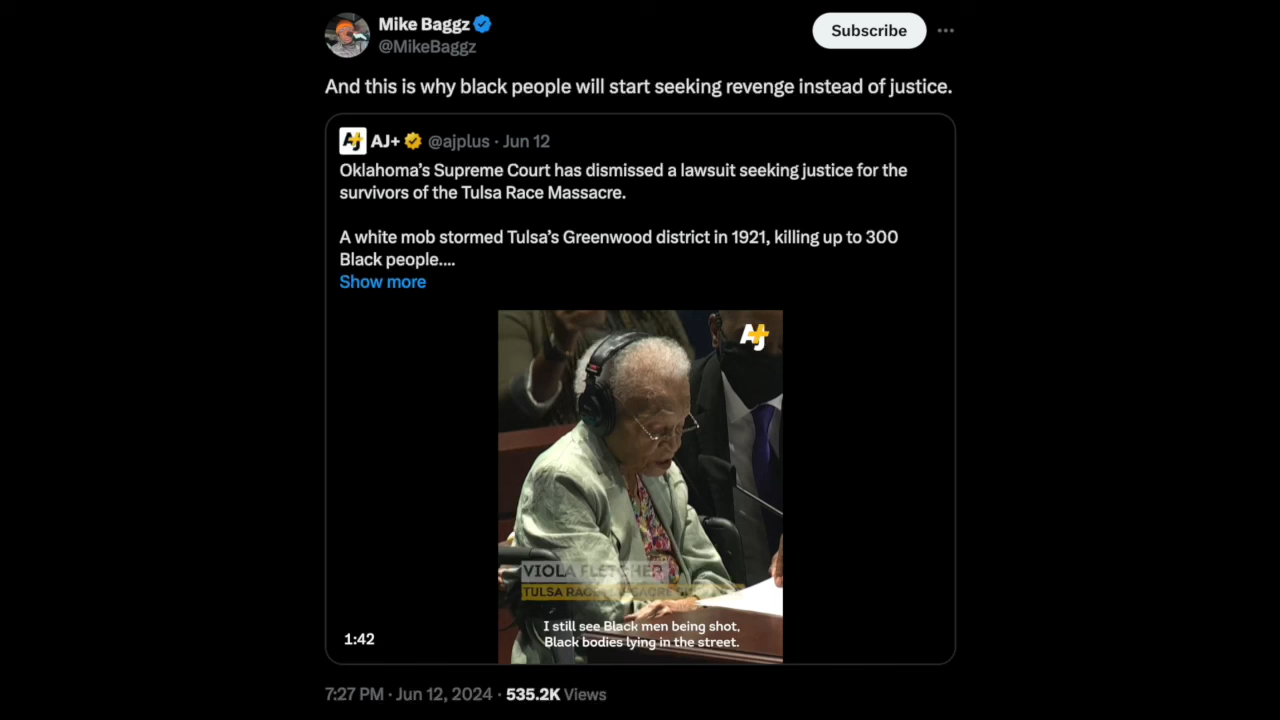 Mike Baggz
@MikeBaggz
Subscribe
And this is why black people will start seeking revenge instead of justice.
AJ+ @ajplus · Jun 12
Oklahoma’s Supreme Court has dismissed a lawsuit seeking justice for the
survivors of the Tulsa Race Massacre.
A white mob stormed Tulsa’s Greenwood district in 1921, killing up to 300
Black people....
Show more
AJ+
VIOLA FLETCHER
TULSA RACE
I still see Black men being shot,
Black bodies lying in the street.
1:42
7:27 PM · Jun 12, 2024 · 535.2K Views